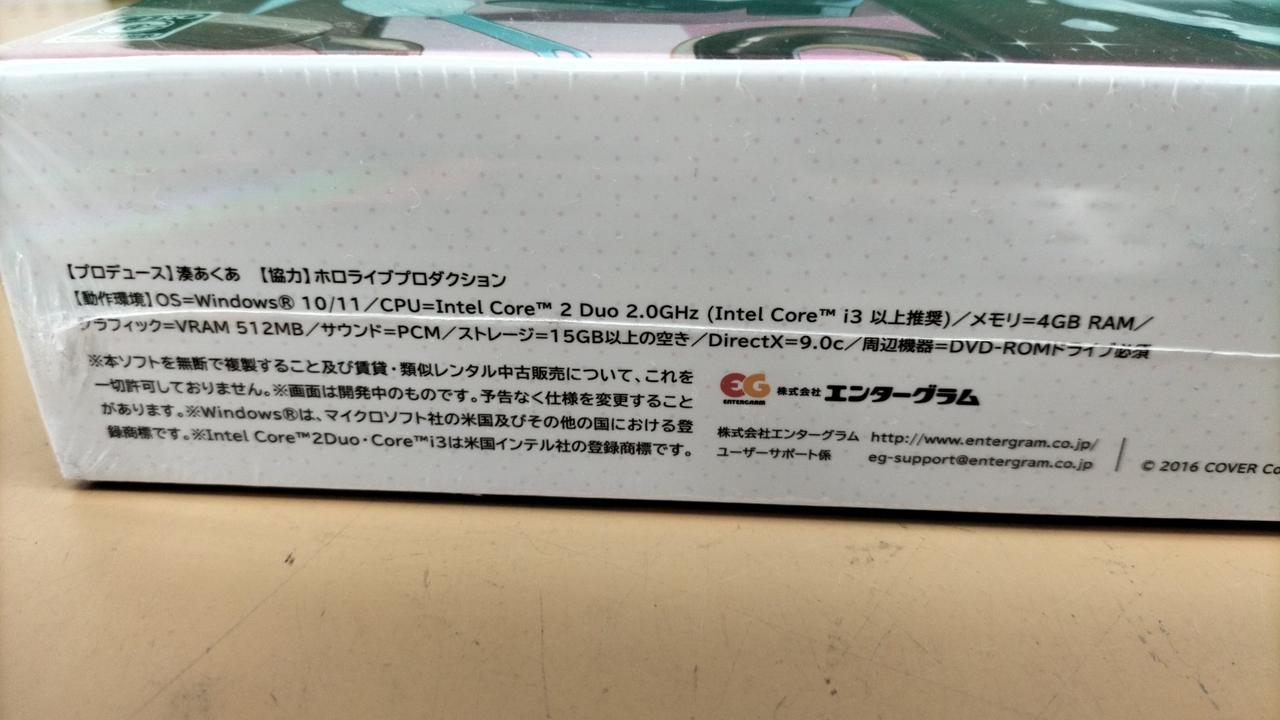 【プロデュース】湊あくあ 【協力】ホロライブプロダクション
【動作環境】OS=Windows® 10/11／CPU=Intel Core™ 2 Duo 2.0GHz (Intel Core™ i3 以上推奨)／メモリ=4GB RAM／
グラフィック=VRAM 512MB／サウンド=PCM／ストレージ=15GB以上の空き／DirectX=9.0c／周辺機器=DVD-ROMドライブ必須
※本ソフトを無断で複製すること及び賃貸・類似レンタル中古販売について、これを
一切許可しておりません。※画面は開発中のものです。予告なく仕様を変更すること
があります。※Windows®は、マイクロソフト社の米国及びその他の国における登
録商標です。※Intel Core™2Duo・Core™i3は米国インテル社の登録商標です。
EG
ENTERGRAM
株式会社 エンターグラム
株式会社エンターグラム http://www.entergram.co.jp/
ユーザーサポート係 eg-support@entergram.co.jp
© 2016 COVER Co